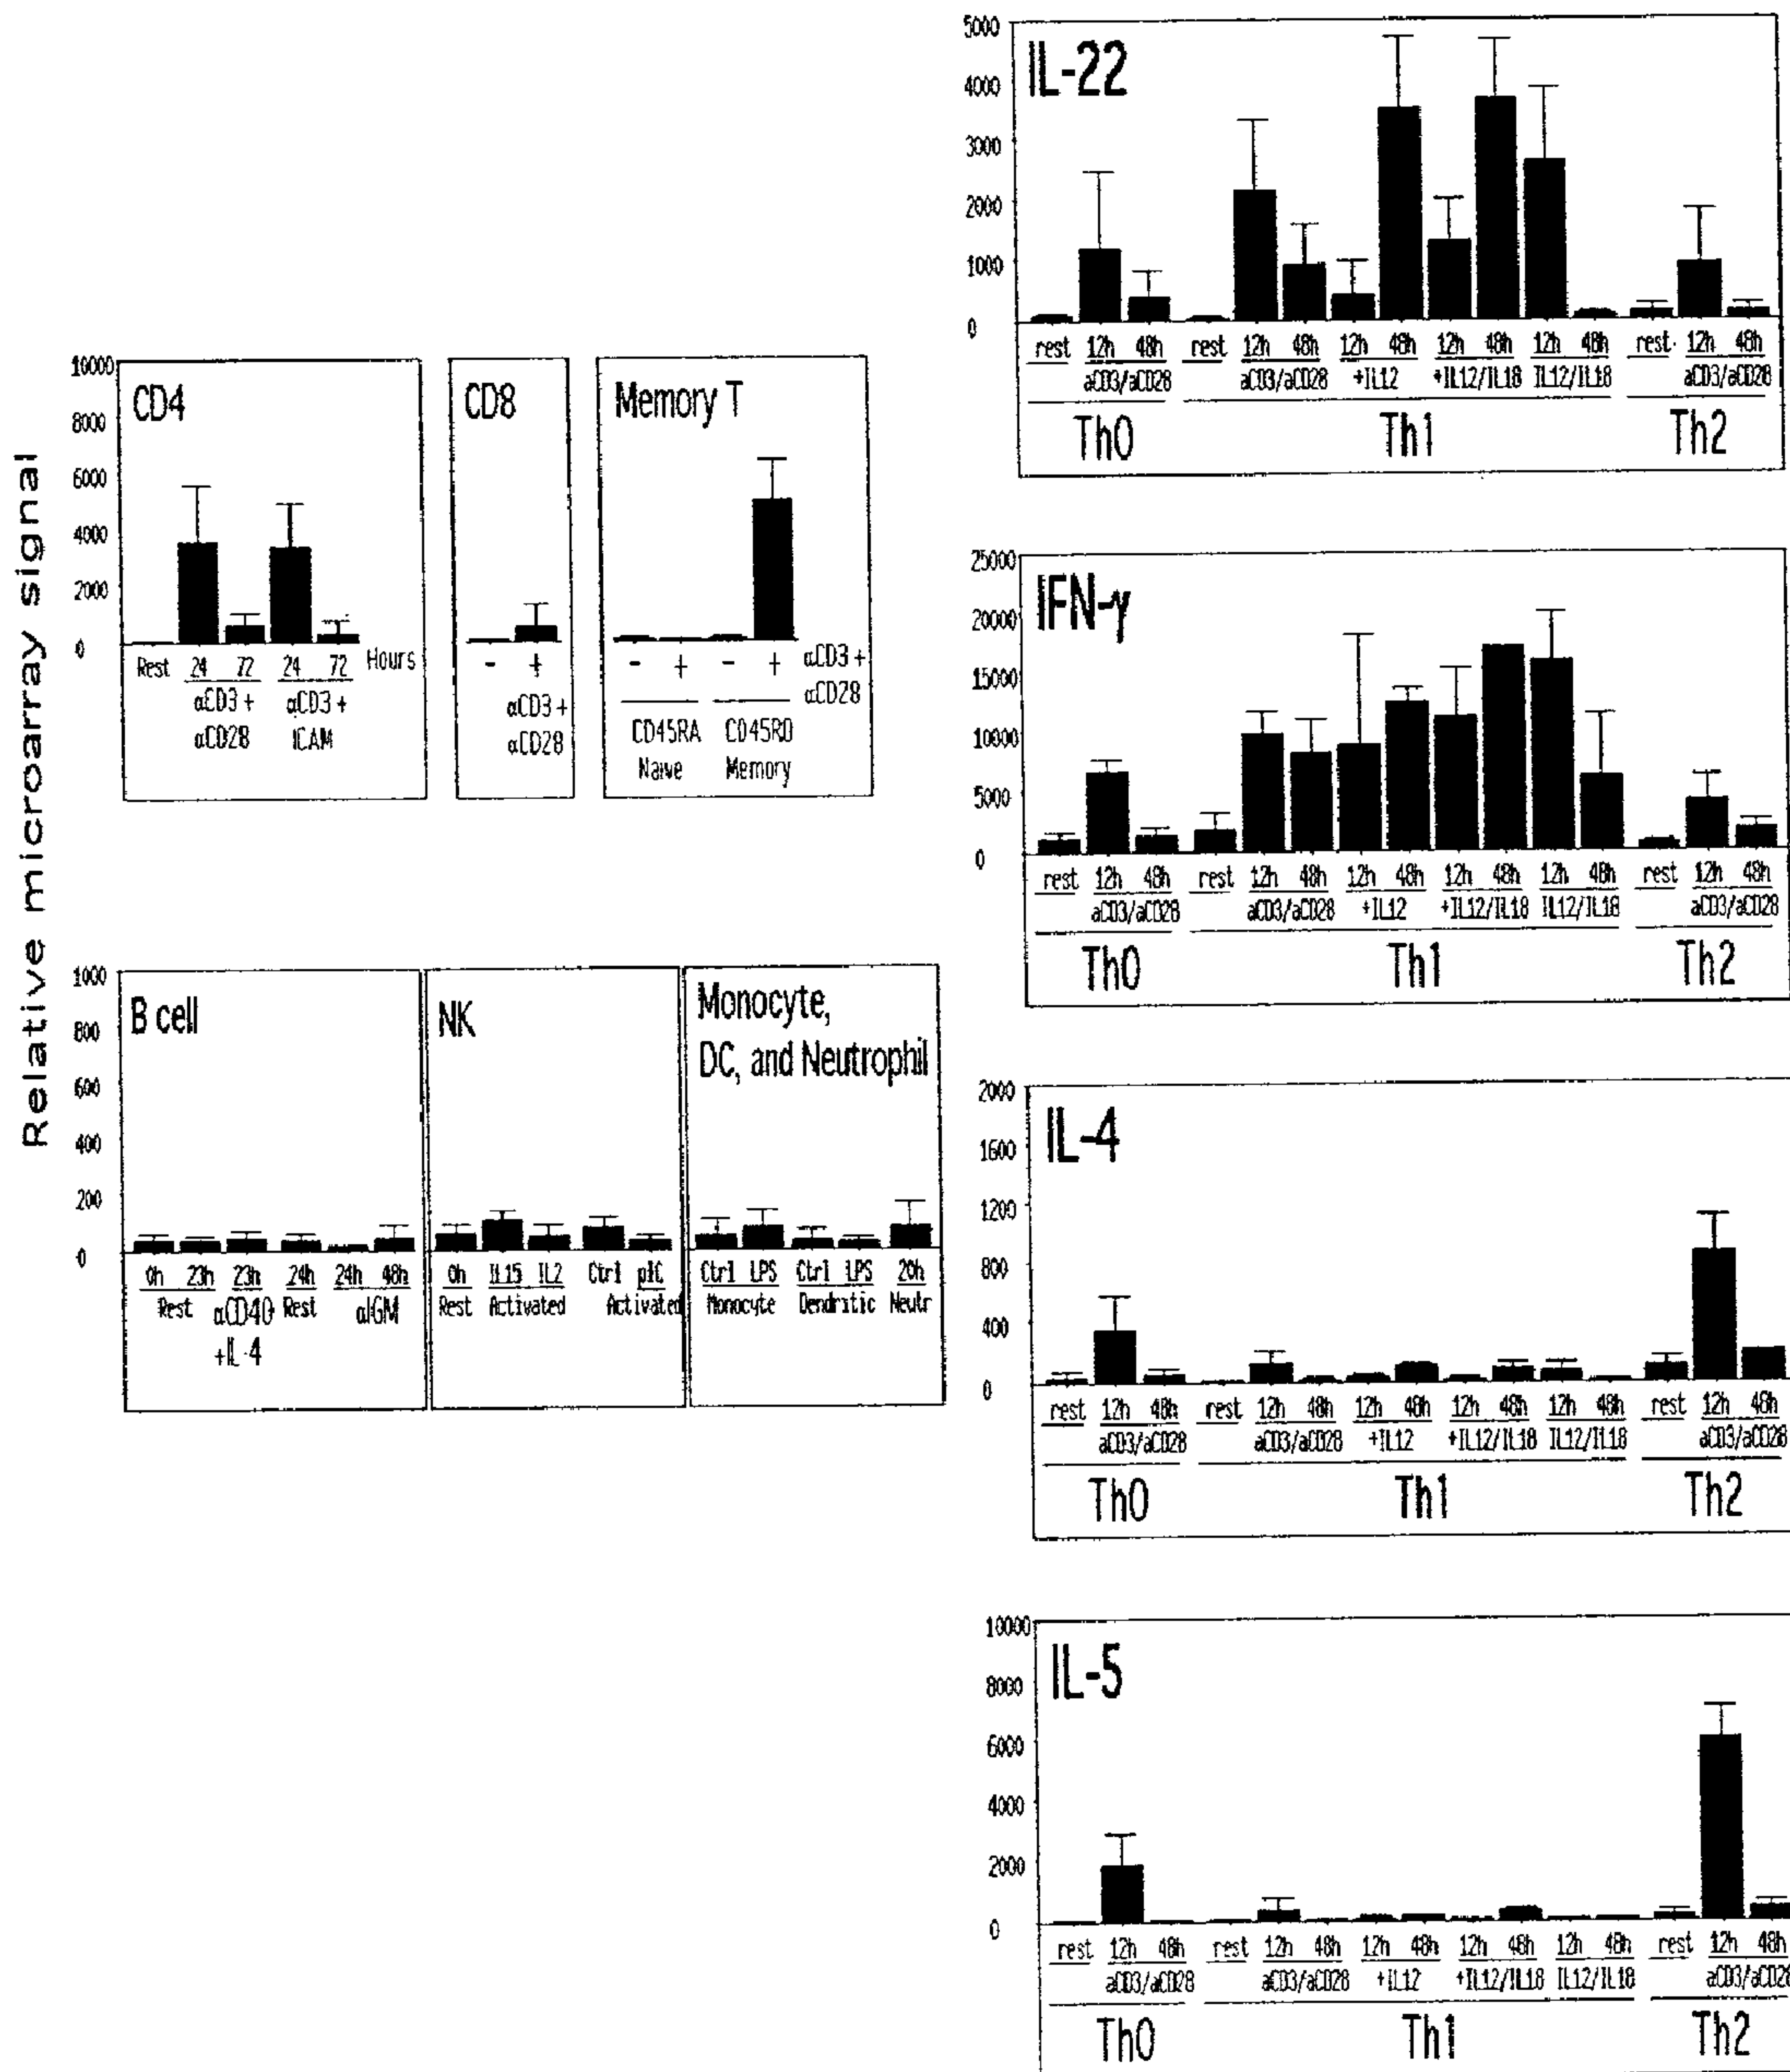 Relative microarray signal
10000
8000
6000
4000
2000
0
CD4
Rest 24 72 24 72 Hours
αCD3 + αCD3 +
αCD28 ICAM
CD8
- +
αCD3 +
αCD28
Memory T
- + - + αCD3 +
αCD28
CD45RA CD45RO
Naive Memory
1000
800
600
400
200
0
B cell
0h 23h 23h 24h 24h 48h
Rest αCD40 Rest αIGM
+IL-4
NK
0h IL15 IL2 Ctrl pIC
Rest Activated Activated
Monocyte,
DC, and Neutrophil
Ctrl LPS Ctrl LPS 20h
Monocyte Dendritic Neutr
5000
4000
3000
2000
1000
0
IL-22
rest 12h 48h rest 12h 48h 12h 48h 12h 48h 12h 48h rest 12h 48h
aCD3/aCD28 aCD3/aCD28 +IL12 +IL12/IL18 IL12/IL18 aCD3/aCD28
Th0 Th1 Th2
25000
20000
15000
10000
5000
0
IFN-γ
rest 12h 48h rest 12h 48h 12h 48h 12h 48h 12h 48h rest 12h 48h
aCD3/aCD28 aCD3/aCD28 +IL12 +IL12/IL18 IL12/IL18 aCD3/aCD28
Th0 Th1 Th2
2000
1600
1200
800
400
0
IL-4
rest 12h 48h rest 12h 48h 12h 48h 12h 48h 12h 48h rest 12h 48h
aCD3/aCD28 aCD3/aCD28 +IL12 +IL12/IL18 IL12/IL18 aCD3/aCD28
Th0 Th1 Th2
10000
8000
6000
4000
2000
0
IL-5
rest 12h 48h rest 12h 48h 12h 48h 12h 48h 12h 48h rest 12h 48h
aCD3/aCD28 aCD3/aCD28 +IL12 +IL12/IL18 IL12/IL18 aCD3/aCD28
Th0 Th1 Th2